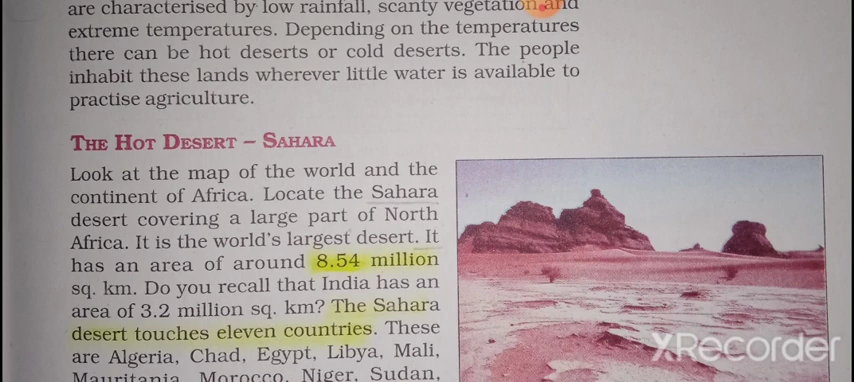 are characterised by low rainfall, scanty vegetation and
extreme temperatures. Depending on the temperatures
there can be hot deserts or cold deserts. The people
inhabit these lands wherever little water is available to
practise agriculture.
THE HOT DESERT – SAHARA
Look at the map of the world and the
continent of Africa. Locate the Sahara
desert covering a large part of North
Africa. It is the world's largest desert. It
has an area of around 8.54 million
sq. km. Do you recall that India has an
area of 3.2 million sq. km? The Sahara
desert touches eleven countries. These
are Algeria, Chad, Egypt, Libya, Mali,
Mauritania, Morocco, Niger, Sudan,
XRecorder